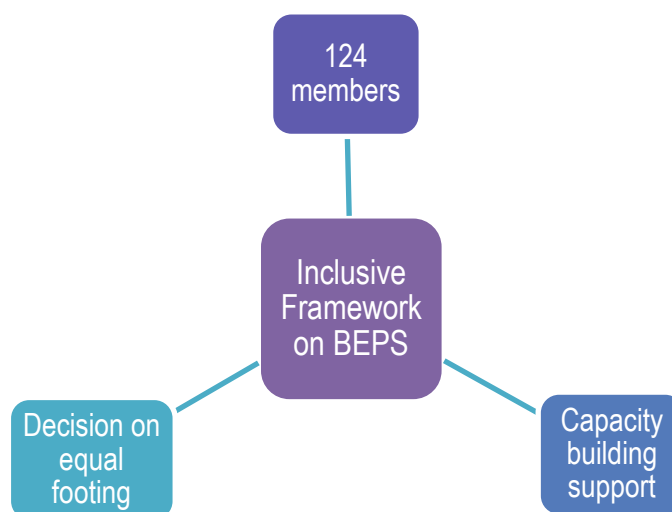 124
members
Inclusive
Framework
on BEPS
Decision on
equal
footing
Capacity
building
support